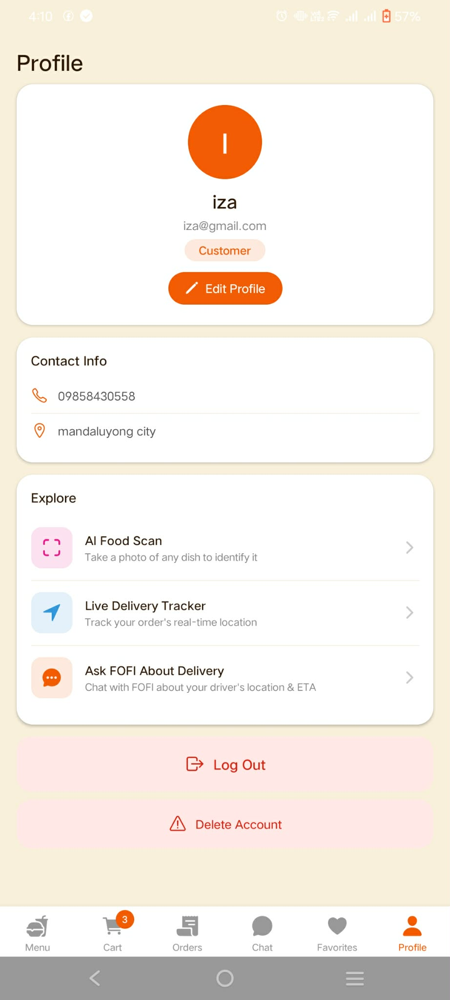 4:10
57%
Profile
I
iza
iza@gmail.com
Customer
Edit Profile
Contact Info
09858430558
mandaluyong city
Explore
AI Food Scan
Take a photo of any dish to identify it
Live Delivery Tracker
Track your order's real-time location
Ask FOFI About Delivery
Chat with FOFI about your driver's location & ETA
Log Out
Delete Account
3
Menu
Cart
Orders
Chat
Favorites
Profile